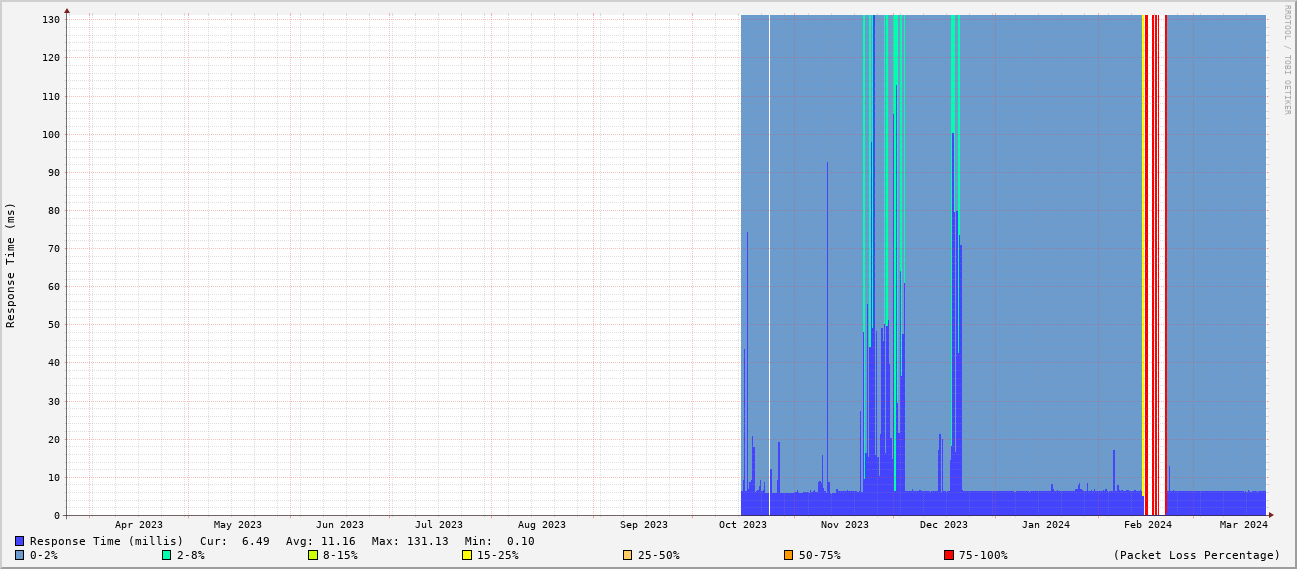 130
120
110
100
90
80
70
60
50
40
30
20
10
0
Response Time (ms)
RRDTOOL / TOBI OETIKER
Apr 2023 May 2023 Jun 2023 Jul 2023 Aug 2023 Sep 2023 Oct 2023 Nov 2023 Dec 2023 Jan 2024 Feb 2024 Mar 2024
Response Time (millis) Cur: 6.49 Avg: 11.16 Max: 131.13 Min: 0.10
0-2% 2-8% 8-15% 15-25% 25-50% 50-75% 75-100% (Packet Loss Percentage)